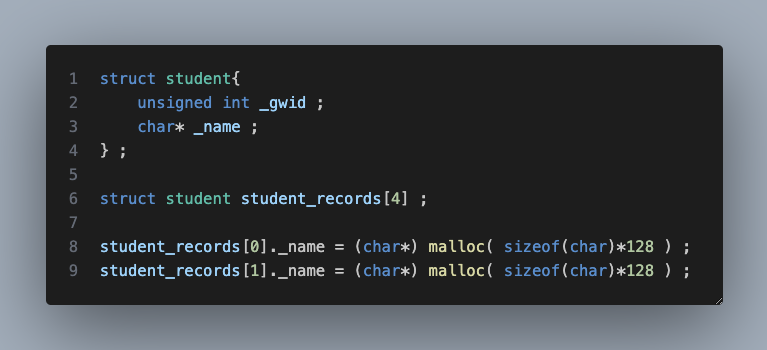 1 struct student{
2     unsigned int _gwid ;
3     char* _name ;
4 } ;
5
6 struct student student_records[4] ;
7
8 student_records[0]._name = (char*) malloc( sizeof(char)*128 ) ;
9 student_records[1]._name = (char*) malloc( sizeof(char)*128 ) ;